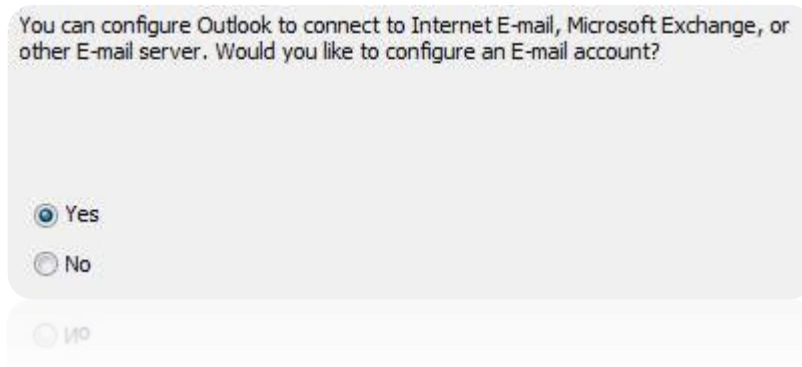 You can configure Outlook to connect to Internet E-mail, Microsoft Exchange, or
other E-mail server. Would you like to configure an E-mail account?
Yes
No
No